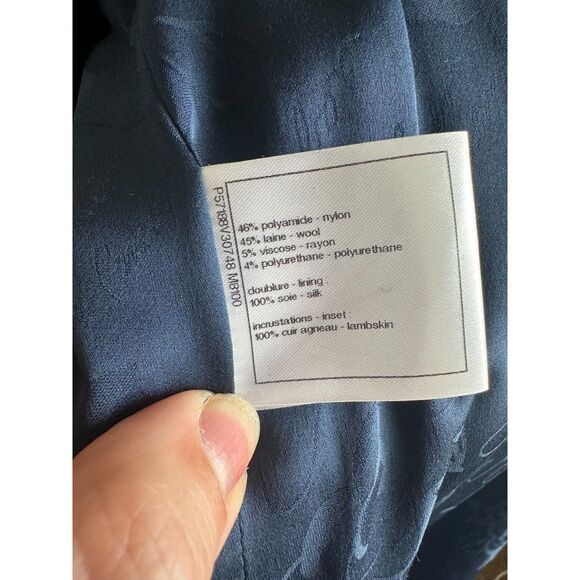 P57188V30748 MB100
46% polyamide - nylon
45% laine - wool
5% viscose - rayon
4% polyurethane - polyurethane
doublure - lining :
100% soie - silk
incrustations - inset :
100% cuir agneau - lambskin